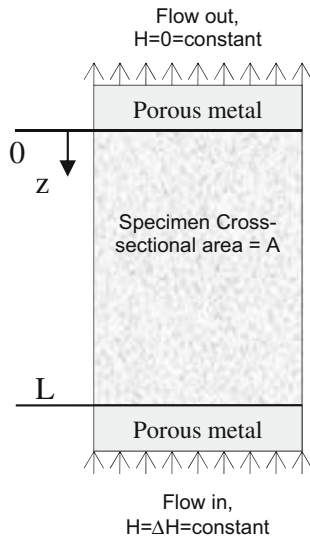 Flow out,
H=0=constant
Porous metal
0
z
Specimen Cross-
sectional area = A
L
Porous metal
Flow in,
H=ΔH=constant